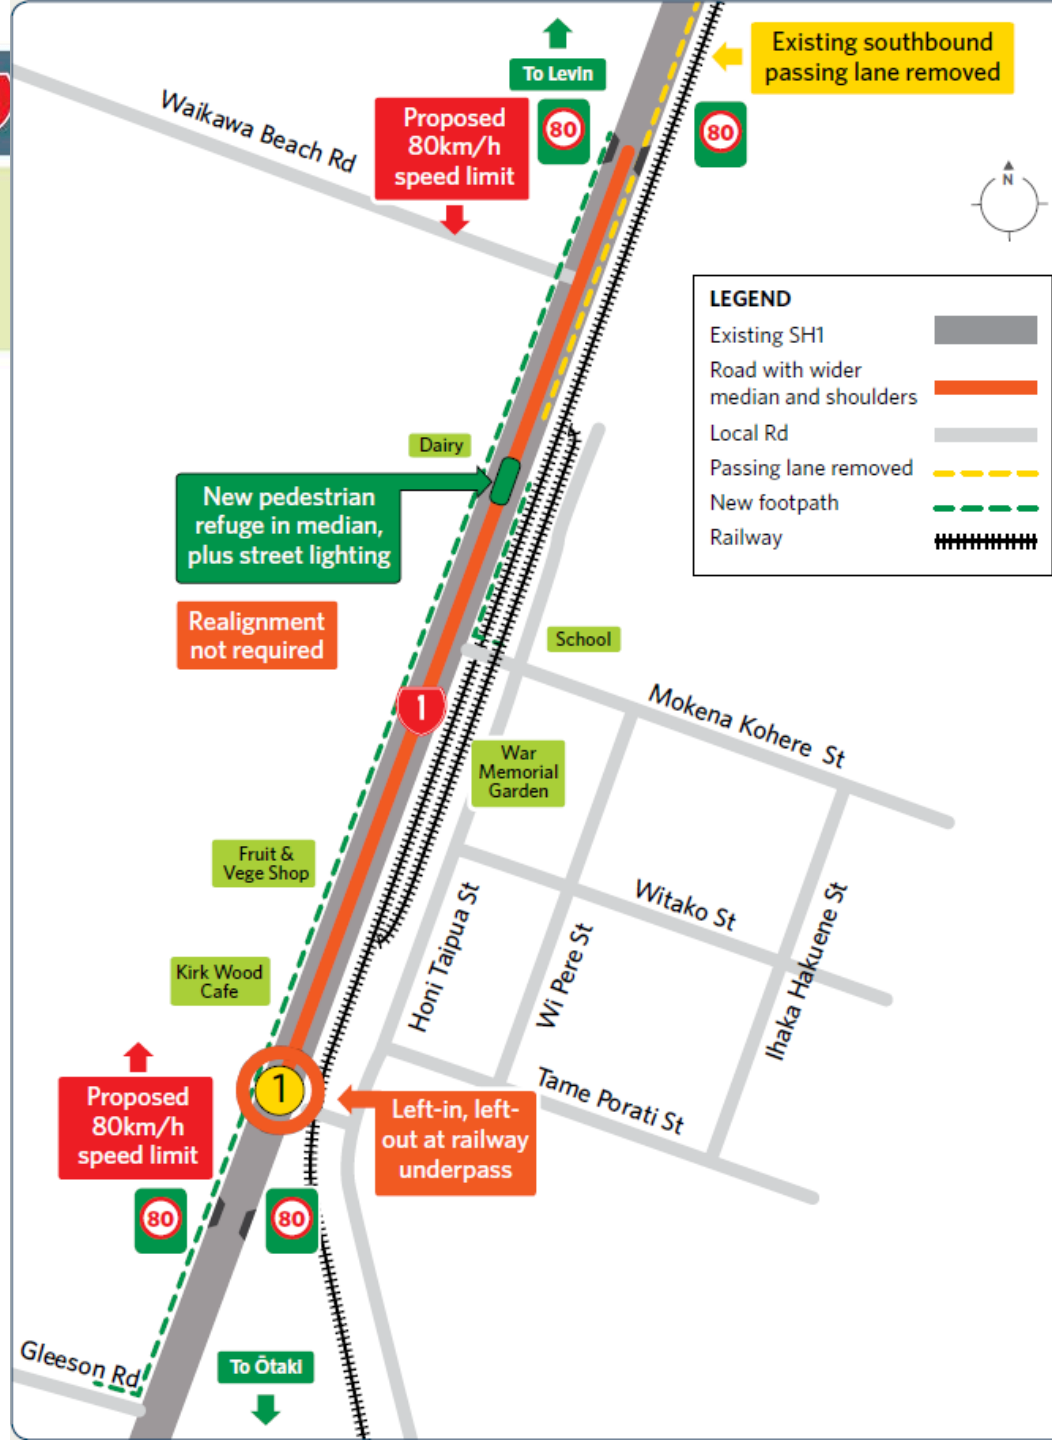 To Levin
Existing southbound
passing lane removed
Waikawa Beach Rd
Proposed
80km/h
speed limit
80
80
N
LEGEND
Existing SH1
Road with wider
median and shoulders
Local Rd
Passing lane removed
New footpath
Railway
Dairy
New pedestrian
refuge in median,
plus street lighting
Realignment
not required
School
1
Mokena Kohere St
War
Memorial
Garden
Fruit &
Vege Shop
Witako St
Honi Taipua St
Wi Pere St
Ihaka Hakuene St
Kirk Wood
Cafe
1
Tame Porati St
Proposed
80km/h
speed limit
Left-in, left-
out at railway
underpass
80
80
Gleeson Rd
To Ōtaki